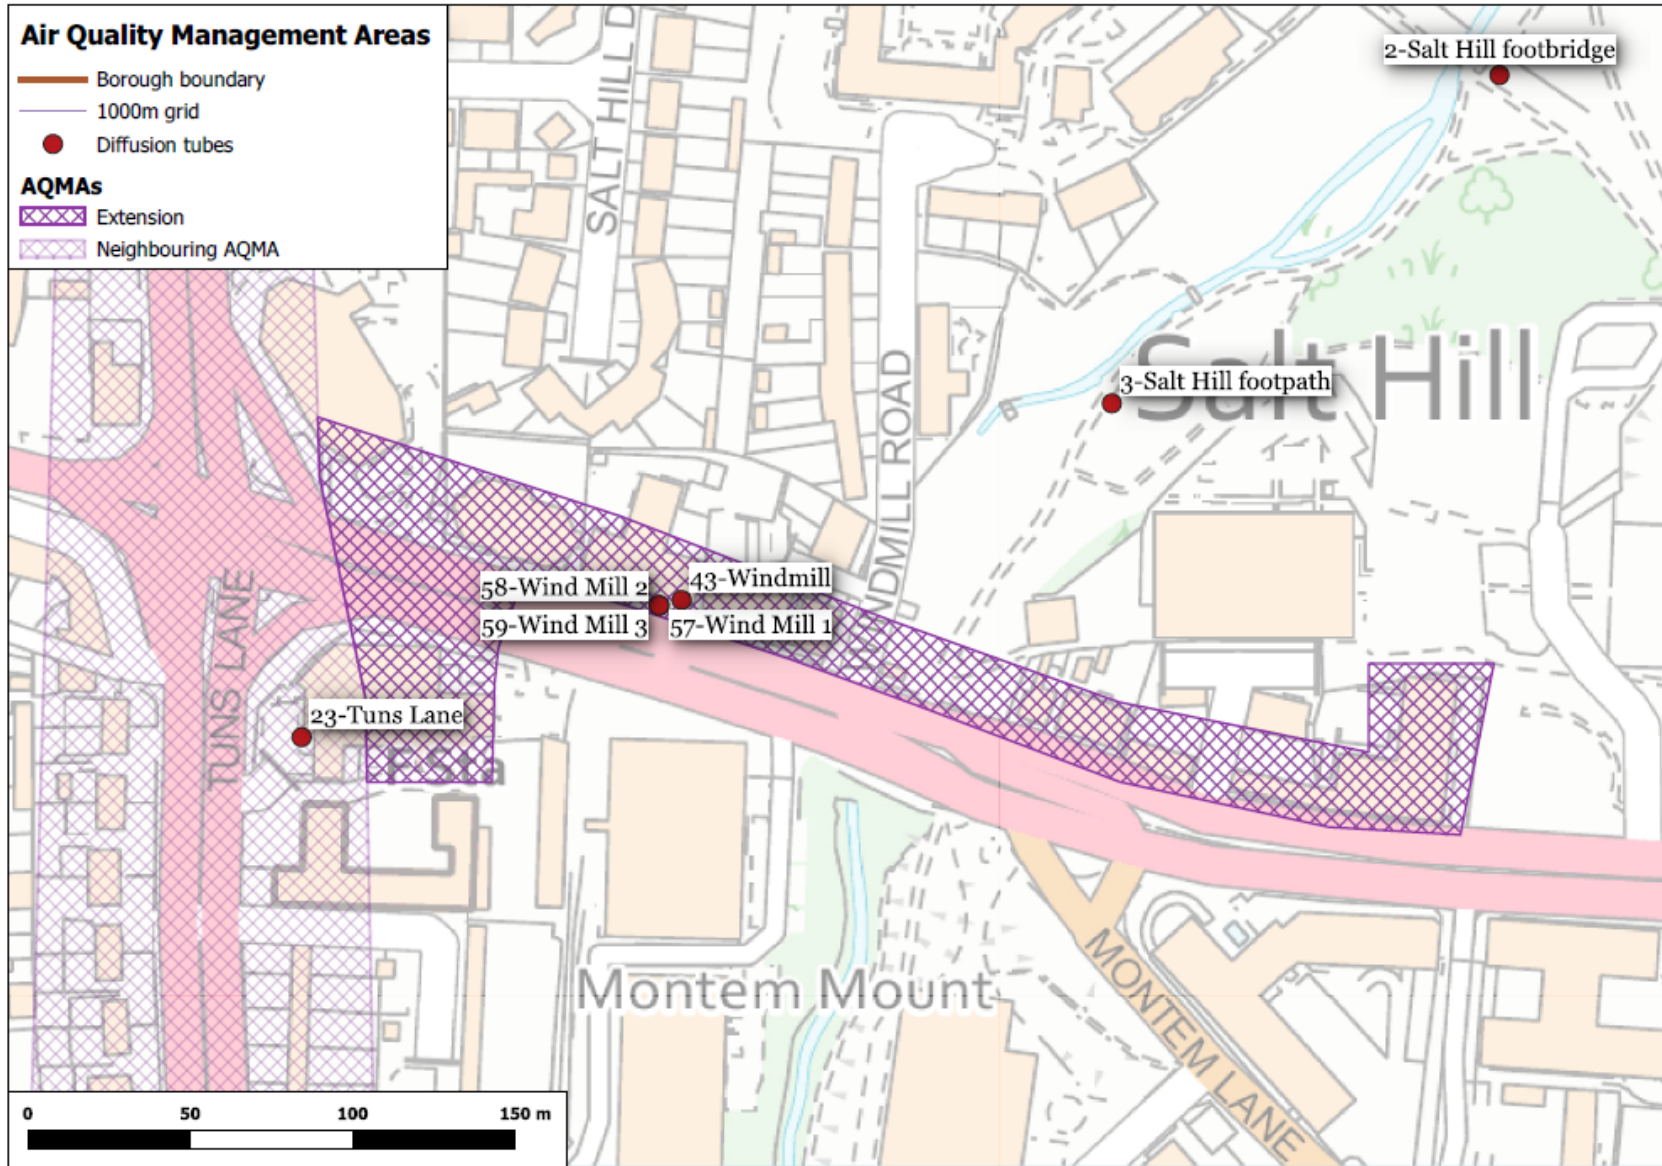 Air Quality Management Areas
Borough boundary
1000m grid
Diffusion tubes
AQMAs
Extension
Neighbouring AQMA
SALT HILL D
2-Salt Hill footbridge
WINDMILL ROAD
Salt Hill
3-Salt Hill footpath
58-Wind Mill 2
43-Windmill
59-Wind Mill 3
57-Wind Mill 1
TUNS LANE
23-Tuns Lane
Montem Mount
MONTEM LANE
0 50 100 150 m